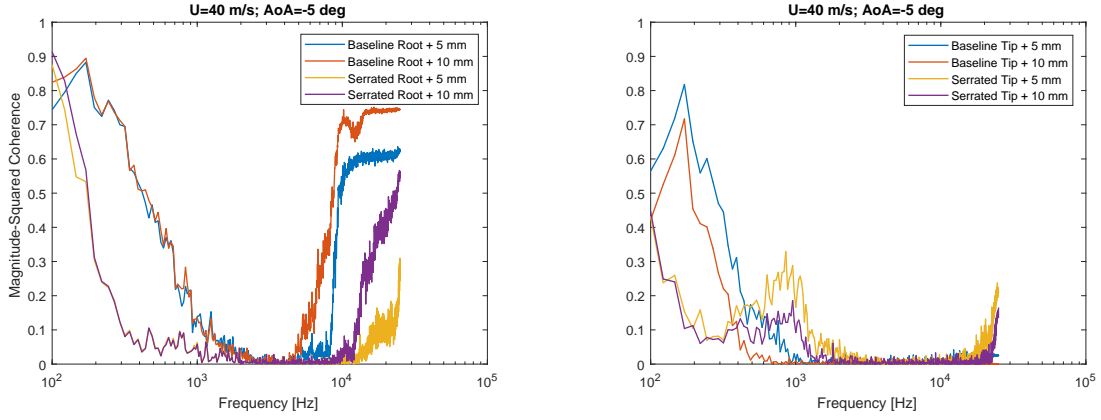 U=40 m/s; AoA=-5 deg
Magnitude-Squared Coherence
1
0.9
0.8
0.7
0.6
0.5
0.4
0.3
0.2
0.1
0
Baseline Root + 5 mm
Baseline Root + 10 mm
Serrated Root + 5 mm
Serrated Root + 10 mm
10^2
10^3
10^4
10^5
Frequency [Hz]
U=40 m/s; AoA=-5 deg
1
0.9
0.8
0.7
0.6
0.5
0.4
0.3
0.2
0.1
0
Baseline Tip + 5 mm
Baseline Tip + 10 mm
Serrated Tip + 5 mm
Serrated Tip + 10 mm
10^2
10^3
10^4
10^5
Frequency [Hz]